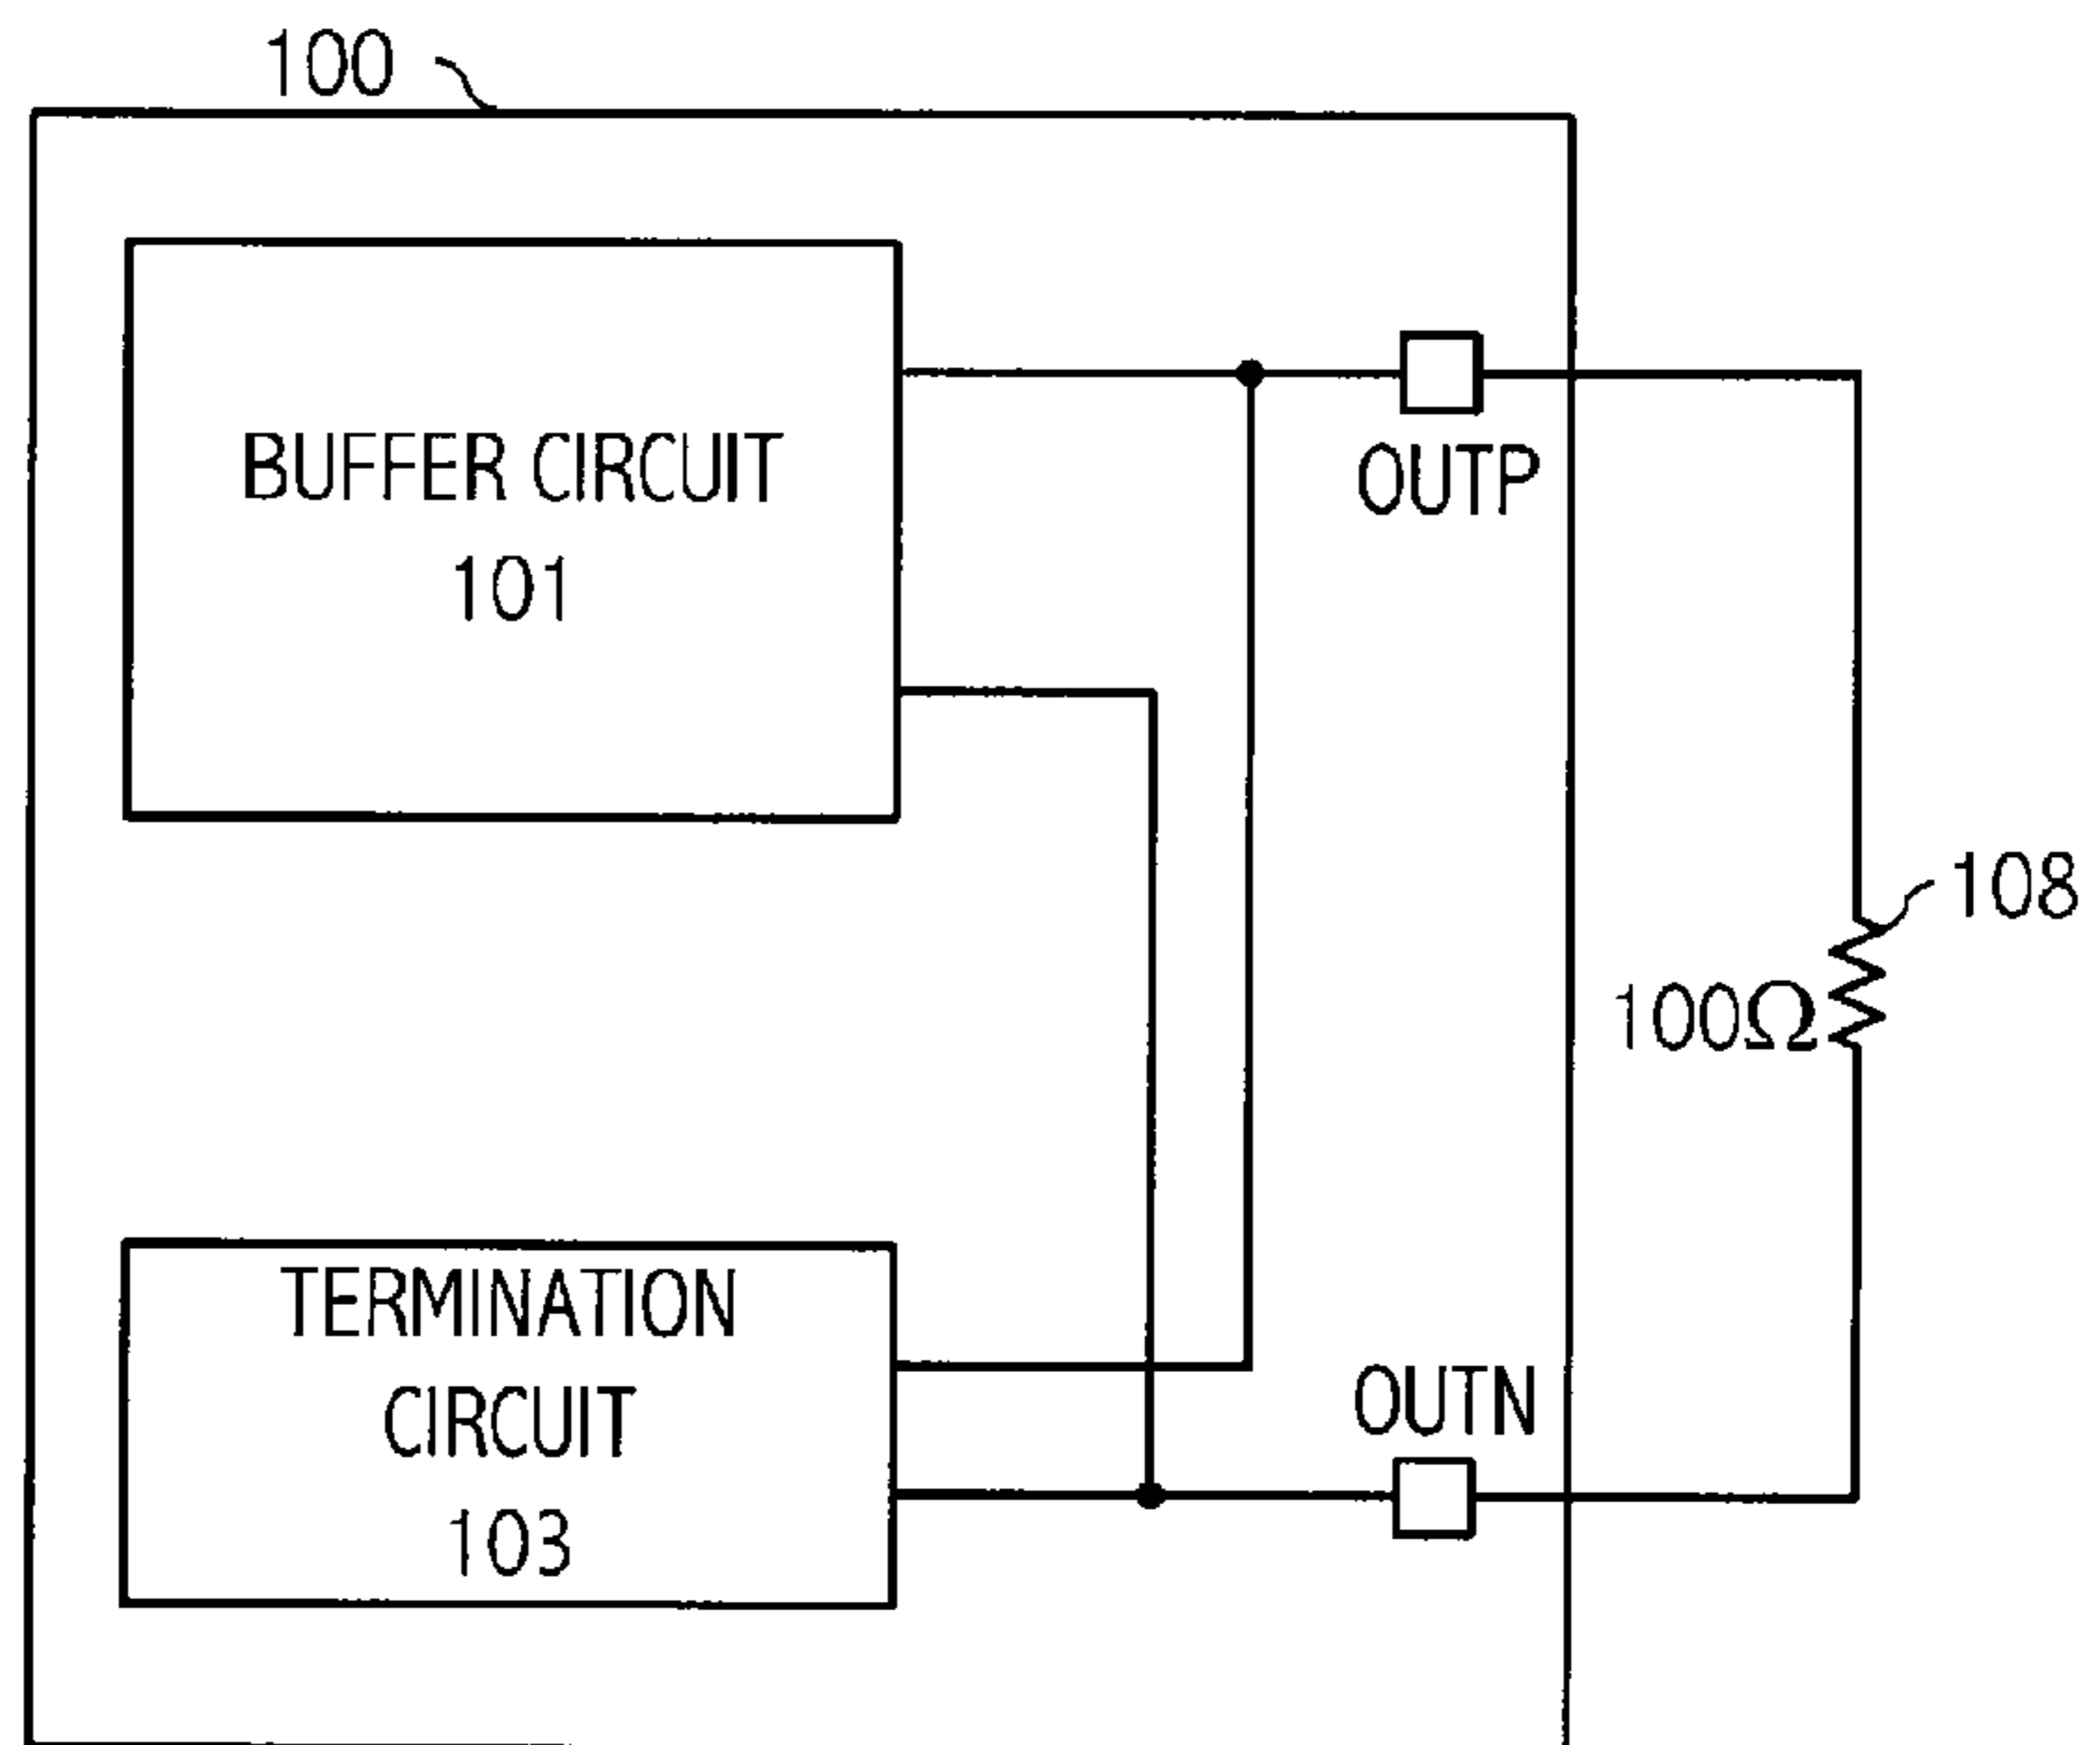 100
BUFFER CIRCUIT
101
OUTP
108
100Ω
TERMINATION
CIRCUIT
103
OUTN